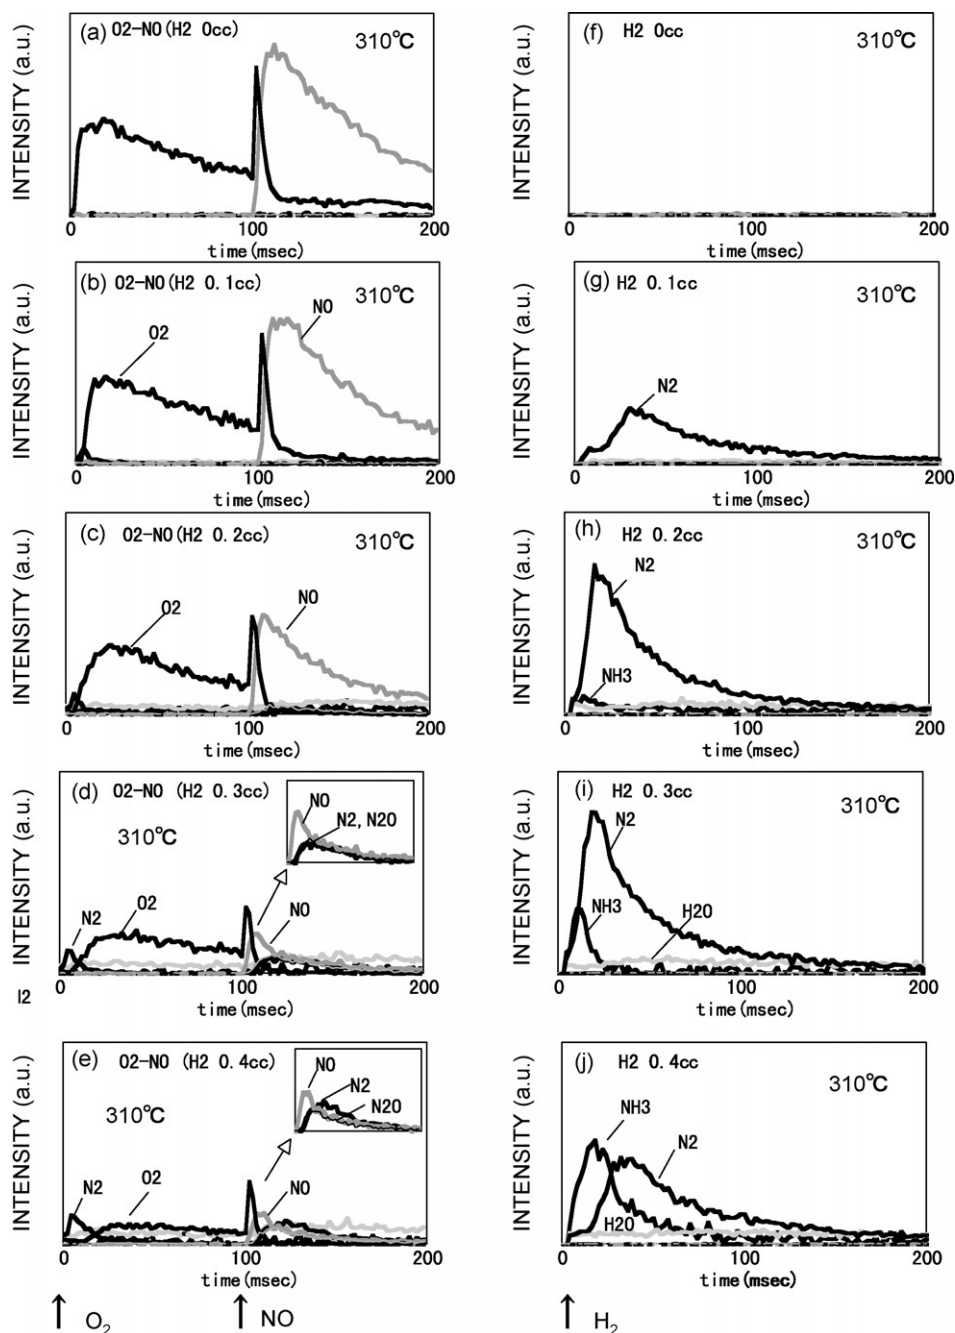 (a) O2-NO(H2 0cc) 310℃
INTENSITY (a.u.)
0 100 200
time(msec)
(f) H2 0cc 310℃
INTENSITY (a.u.)
0 100 200
time(msec)
(b) O2-NO(H2 0.1cc) 310℃
O2
NO
INTENSITY (a.u.)
0 100 200
time(msec)
(g) H2 0.1cc 310℃
N2
INTENSITY (a.u.)
0 100 200
time(msec)
(c) O2-NO(H2 0.2cc) 310℃
O2
NO
INTENSITY (a.u.)
0 100 200
time(msec)
(h) H2 0.2cc 310℃
N2
NH3
INTENSITY (a.u.)
0 100 200
time(msec)
(d) O2-NO (H2 0.3cc)
310℃
NO
N2, N2O
N2
O2
NO
INTENSITY (a.u.)
0 100 200
time(msec)
(i) H2 0.3cc 310℃
N2
NH3
H2O
INTENSITY (a.u.)
0 100 200
time(msec)
I2
(e) O2-NO (H2 0.4cc)
310℃
NO
N2
N2O
N2
O2
NO
INTENSITY (a.u.)
0 100 200
time(msec)
(j) H2 0.4cc
310℃
NH3
N2
H2O
INTENSITY (a.u.)
0 100 200
time(msec)
O₂ NO H₂